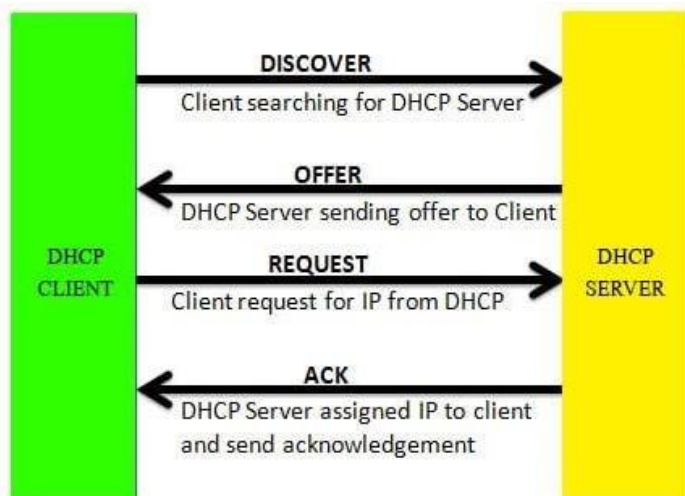 DISCOVER
Client searching for DHCP Server
OFFER
DHCP Server sending offer to Client
DHCP
CLIENT
REQUEST
Client request for IP from DHCP
DHCP
SERVER
ACK
DHCP Server assigned IP to client
and send acknowledgement